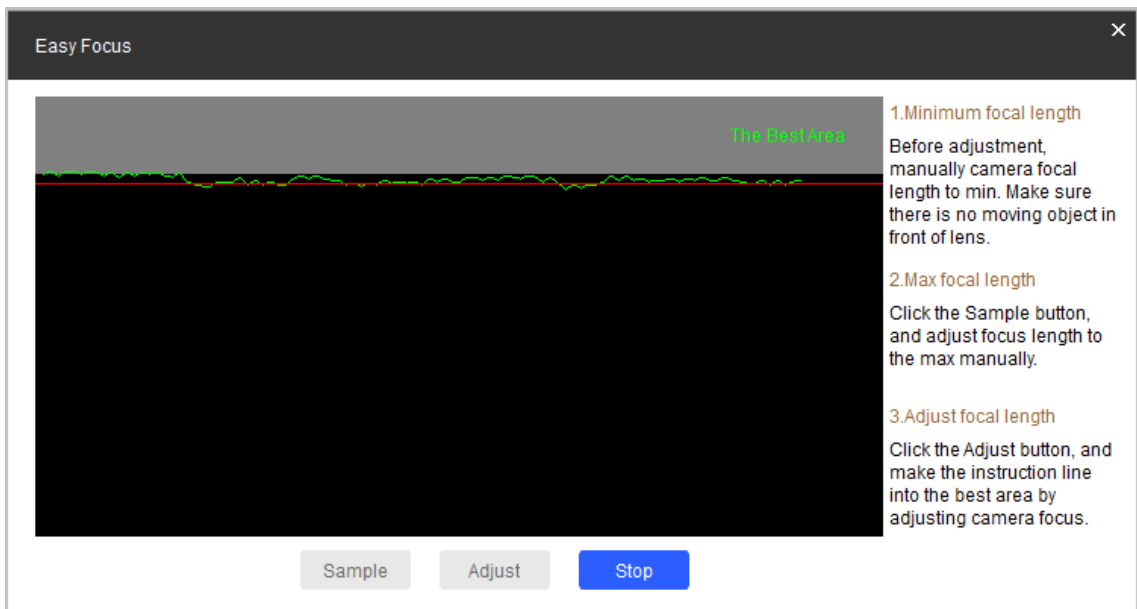 Easy Focus
The Best Area
1.Minimum focal length
Before adjustment,
manually camera focal
length to min. Make sure
there is no moving object in
front of lens.
2.Max focal length
Click the Sample button,
and adjust focus length to
the max manually.
3.Adjust focal length
Click the Adjust button, and
make the instruction line
into the best area by
adjusting camera focus.
Sample
Adjust
Stop